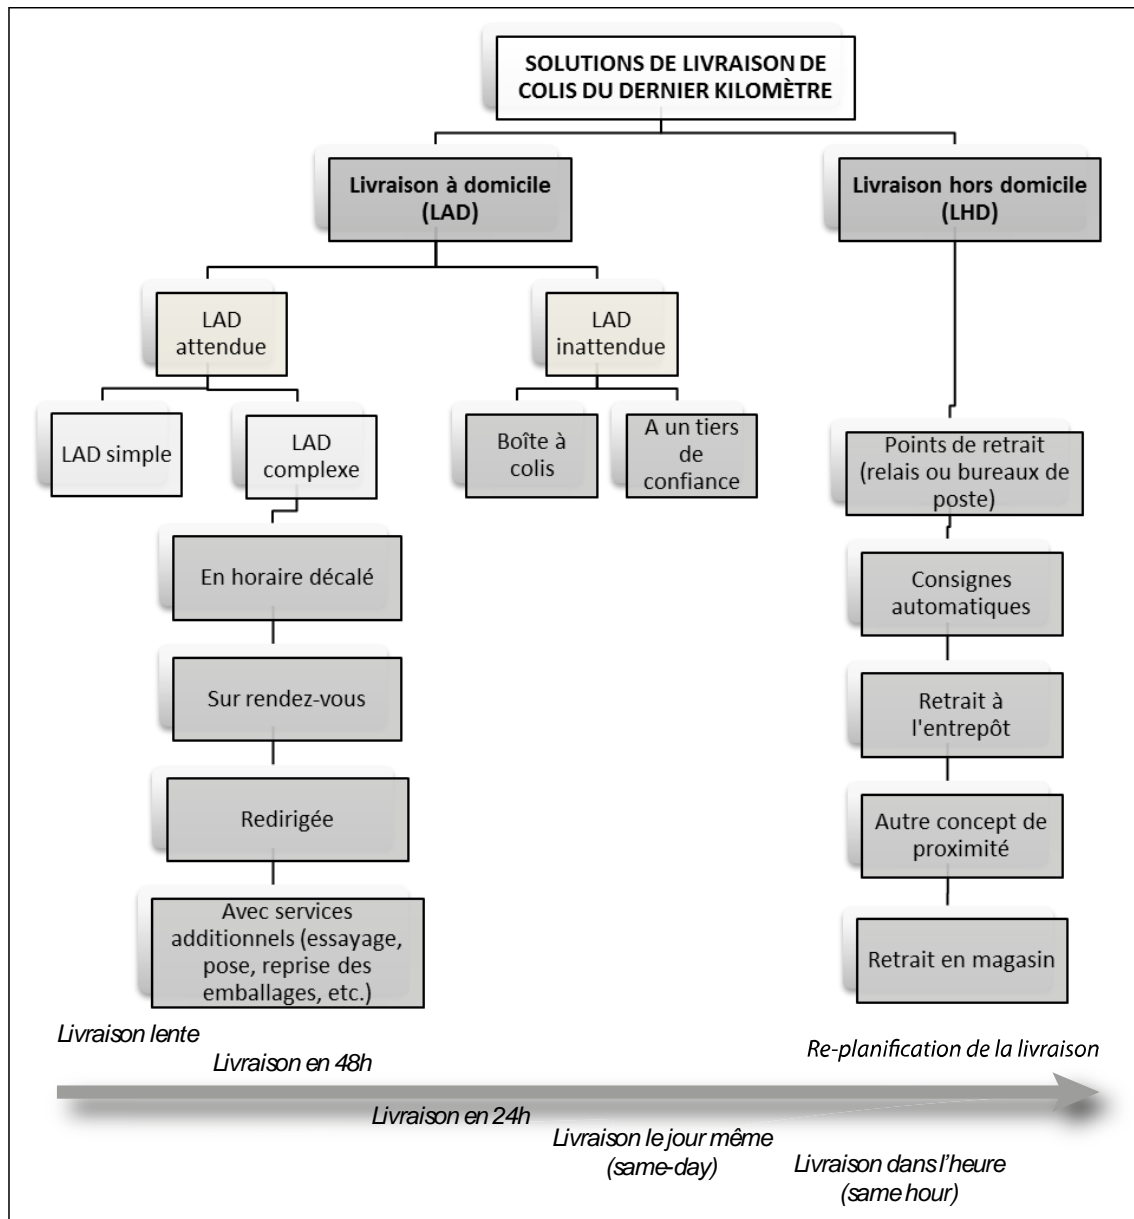 SOLUTIONS DE LIVRAISON DE
COLIS DU DERNIER KILOMÈTRE
Livraison à domicile
(LAD)
Livraison hors domicile
(LHD)
LAD
attendue
LAD
inattendue
LAD simple
LAD
complexe
Boîte à
colis
A un tiers
de
confiance
Points de retrait
(relais ou bureaux de
poste)
En horaire décalé
Consignes
automatiques
Sur rendez-vous
Retrait à
l'entrepôt
Redirigée
Autre concept de
proximité
Avec services
additionnels (essayage,
pose, reprise des
emballages, etc.)
Retrait en magasin
Livraison lente
Livraison en 48h
Re-planification de la livraison
Livraison en 24h
Livraison le jour même
(same-day)
Livraison dans l’heure
(same hour)